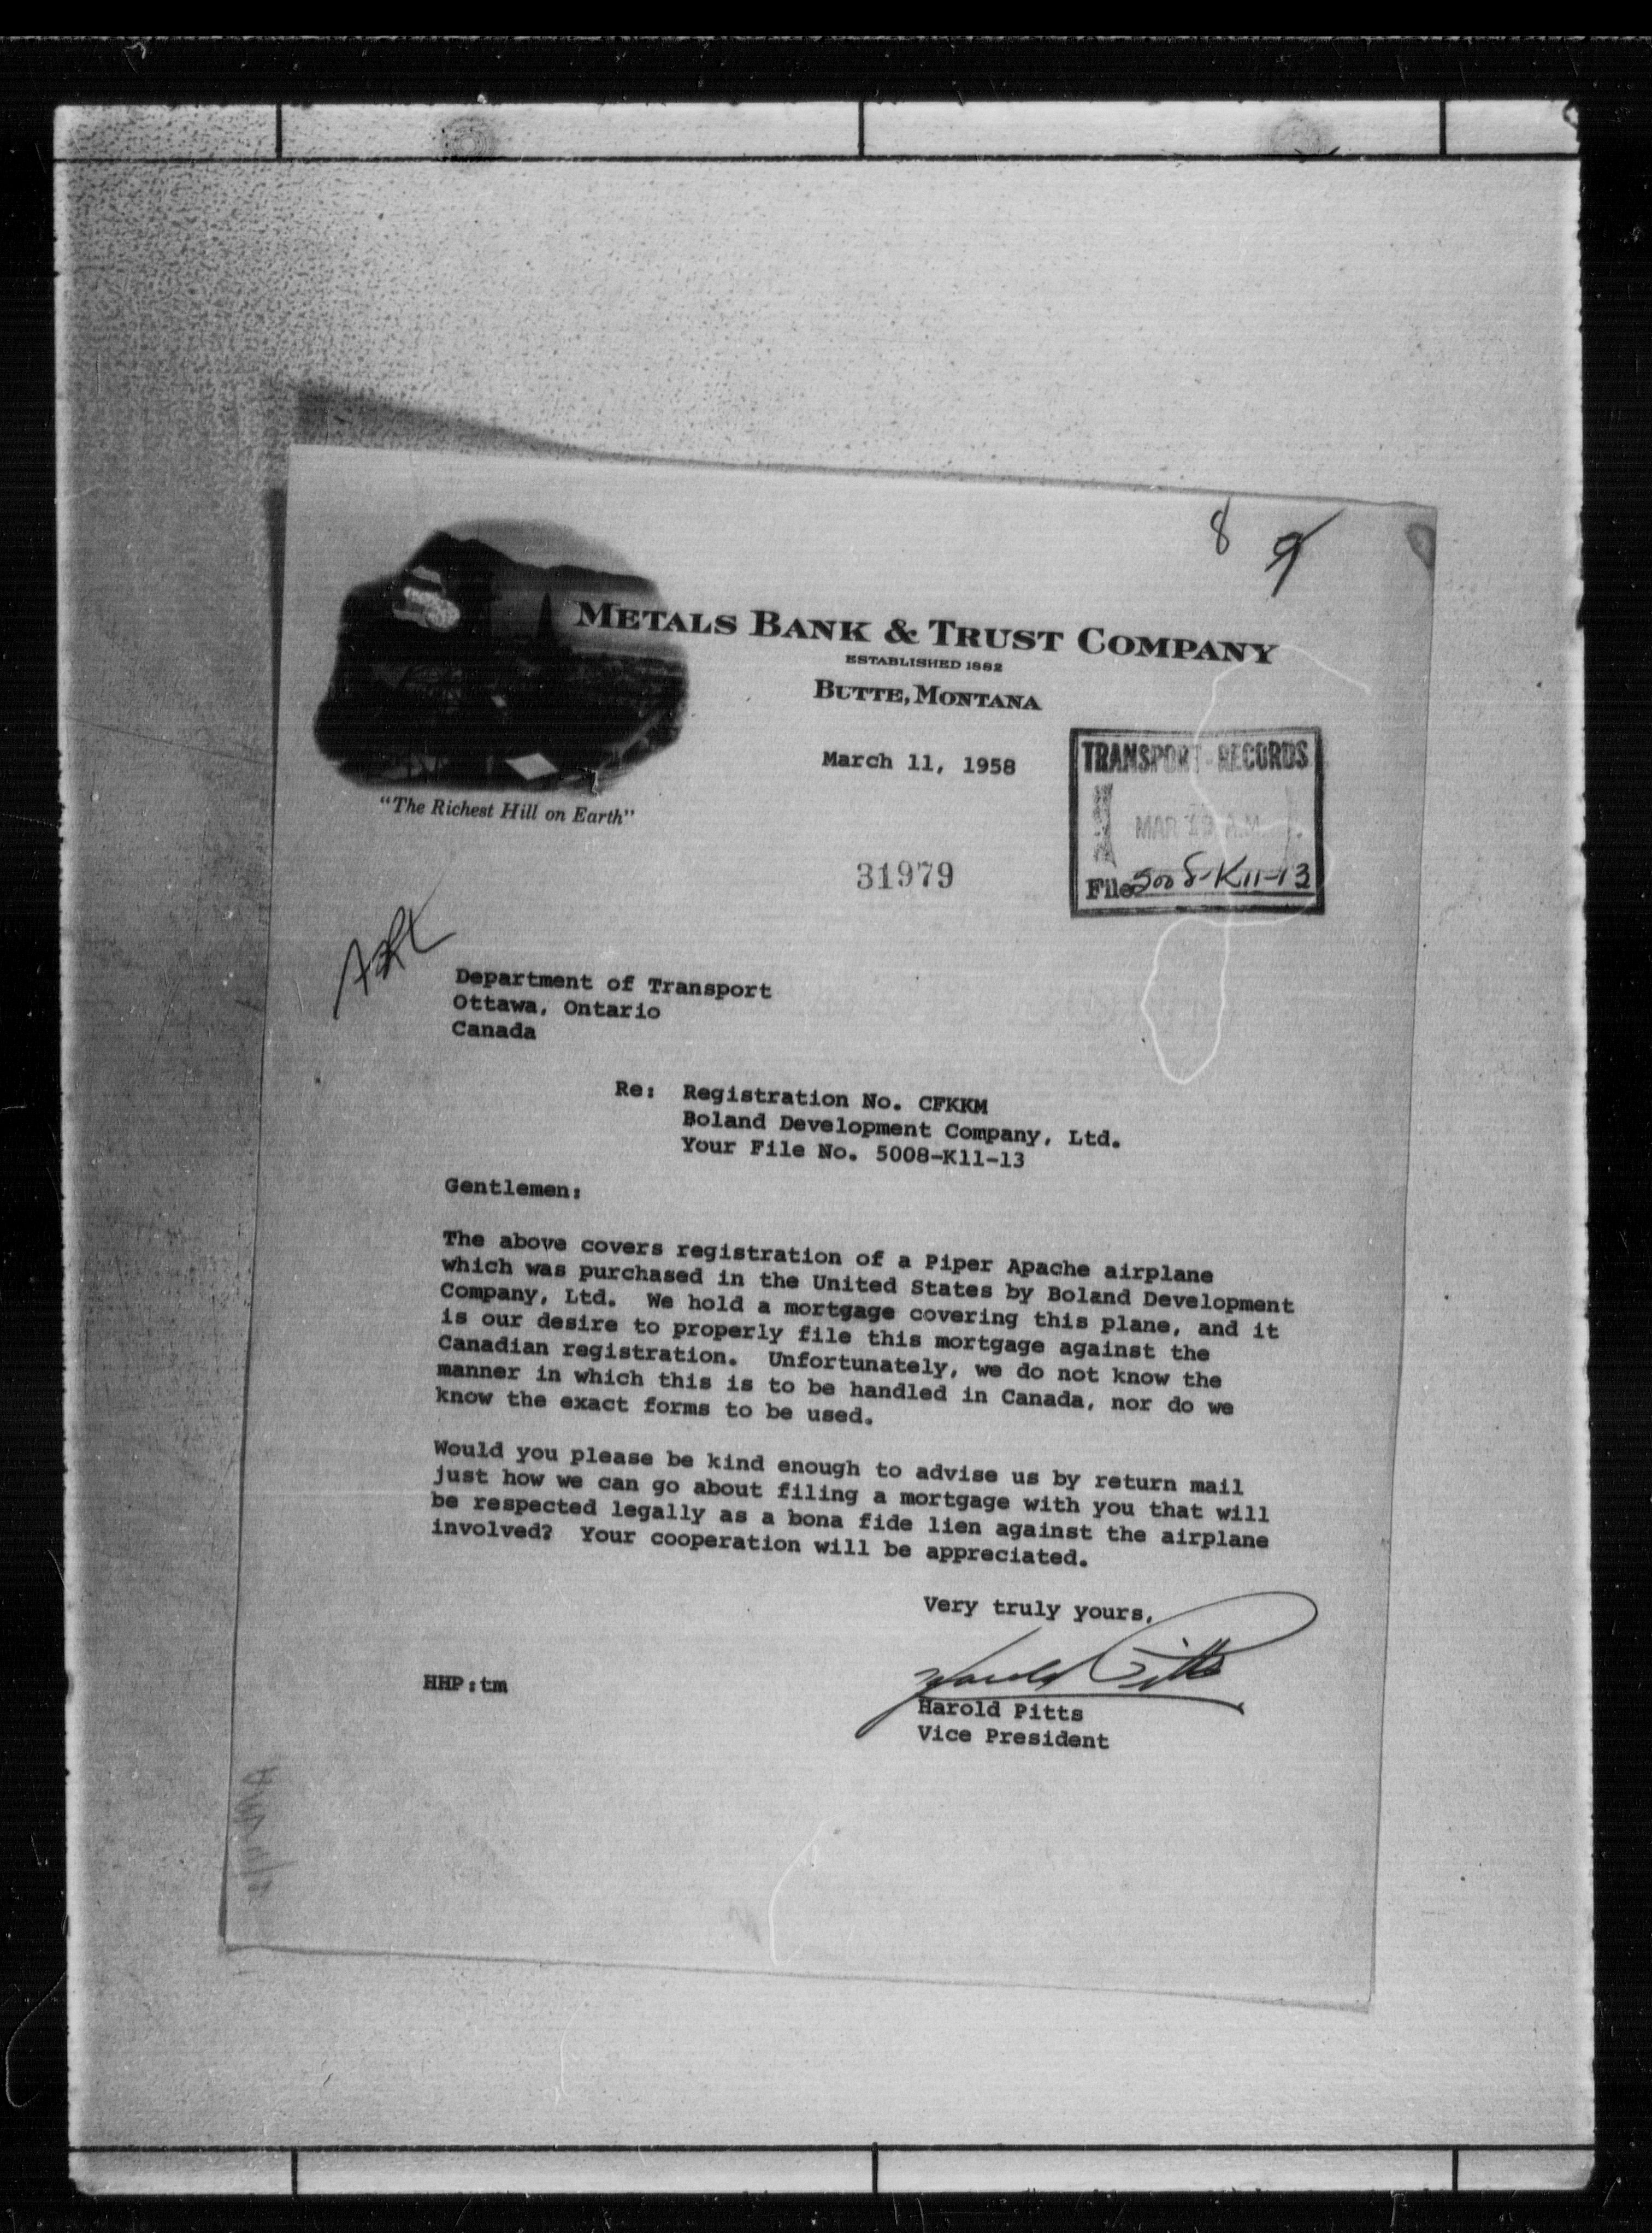 8 9
METALS BANK & TRUST COMPANY
ESTABLISHED 1882
BUTTE, MONTANA
"The Richest Hill on Earth"
March 11, 1958
TRANSPORT - RECORDS
MAR A.M.
File 5008-K11-13
31979
Department of Transport
Ottawa, Ontario
Canada
Re: Registration No. CFKKM
Boland Development Company, Ltd.
Your File No. 5008-K11-13
Gentlemen:
The above covers registration of a Piper Apache airplane
which was purchased in the United States by Boland Development
Company, Ltd. We hold a mortgage covering this plane, and it
is our desire to properly file this mortgage against the
Canadian registration. Unfortunately, we do not know the
manner in which this is to be handled in Canada, nor do we
know the exact forms to be used.
Would you please be kind enough to advise us by return mail
just how we can go about filing a mortgage with you that will
be respected legally as a bona fide lien against the airplane
involved? Your cooperation will be appreciated.
Very truly yours,
Harold Pitts
HHP:tm
Harold Pitts
Vice President